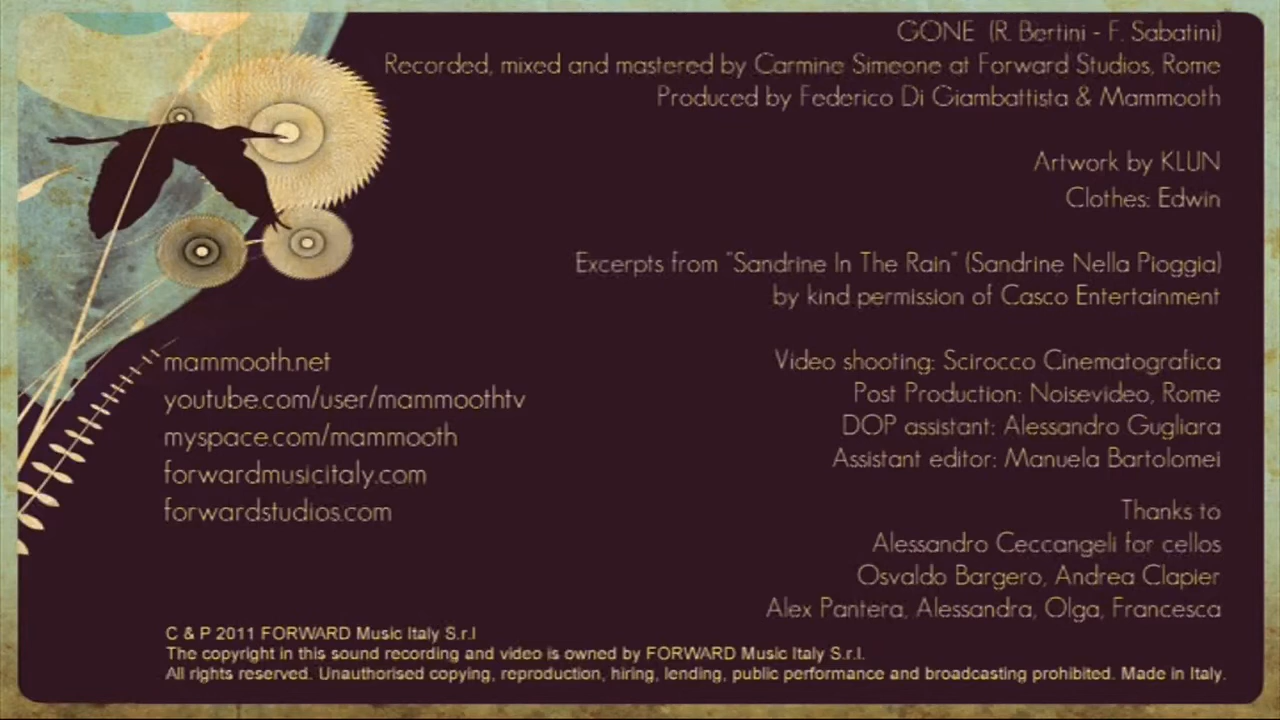 GONE (R. Bertini - F. Sabatini)
Recorded, mixed and mastered by Carmine Simeone at Forward Studios, Rome
Produced by Federico Di Giambattista & Mammooth
Artwork by KLUN
Clothes: Edwin
Excerpts from "Sandrine In The Rain" (Sandrine Nella Pioggia)
by kind permission of Casco Entertainment
Video shooting: Scirocco Cinematografica
Post Production: Noisevideo, Rome
DOP assistant: Alessandro Gugliara
Assistant editor: Manuela Bartolomei
Thanks to
Alessandro Ceccangeli for cellos
Osvaldo Bargero, Andrea Clapier
Alex Pantera, Alessandra, Olga, Francesca
mammooth.net
youtube.com/user/mammoothtv
myspace.com/mammooth
forwardmusicitaly.com
forwardstudios.com
C & P 2011 FORWARD Music Italy S.r.l
The copyright in this sound recording and video is owned by FORWARD Music Italy S.r.l.
All rights reserved. Unauthorised copying, reproduction, hiring, lending, public performance and broadcasting prohibited. Made in Italy.